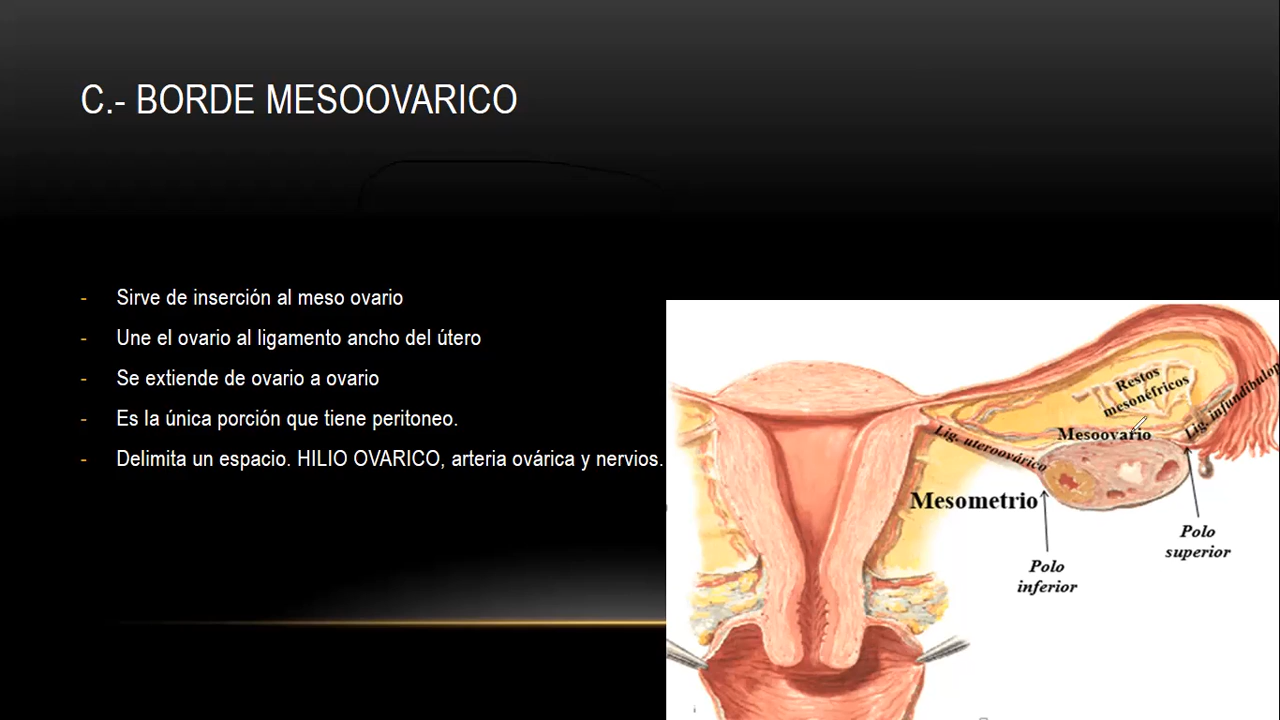 C.- BORDE MESOOVARICO
- Sirve de inserción al meso ovario
- Une el ovario al ligamento ancho del útero
- Se extiende de ovario a ovario
- Es la única porción que tiene peritoneo.
- Delimita un espacio. HILIO OVARICO, arteria ovárica y nervios.
Restos
mesonéfricos
Lig. infundibulop
Mesoovario
Lig. uteroovárico
Mesometrio
Polo
superior
Polo
inferior